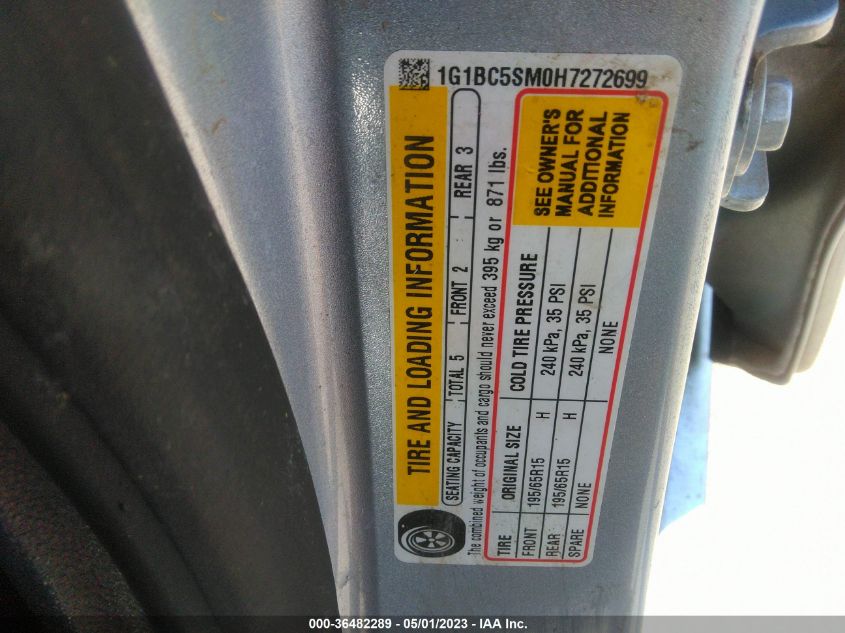 1G1BC5SM0H7272699
TIRE AND LOADING INFORMATION
SEATING CAPACITY TOTAL 5 FRONT 2 REAR 3
The combined weight of occupants and cargo should never exceed 395 kg or 871 lbs.
TIRE ORIGINAL SIZE COLD TIRE PRESSURE
FRONT 195/65R15 H 240 kPa, 35 PSI
REAR 195/65R15 H 240 kPa, 35 PSI
SPARE NONE NONE
SEE OWNER'S
MANUAL FOR
ADDITIONAL
INFORMATION
000-36482289 - 05/01/2023 - IAA Inc.